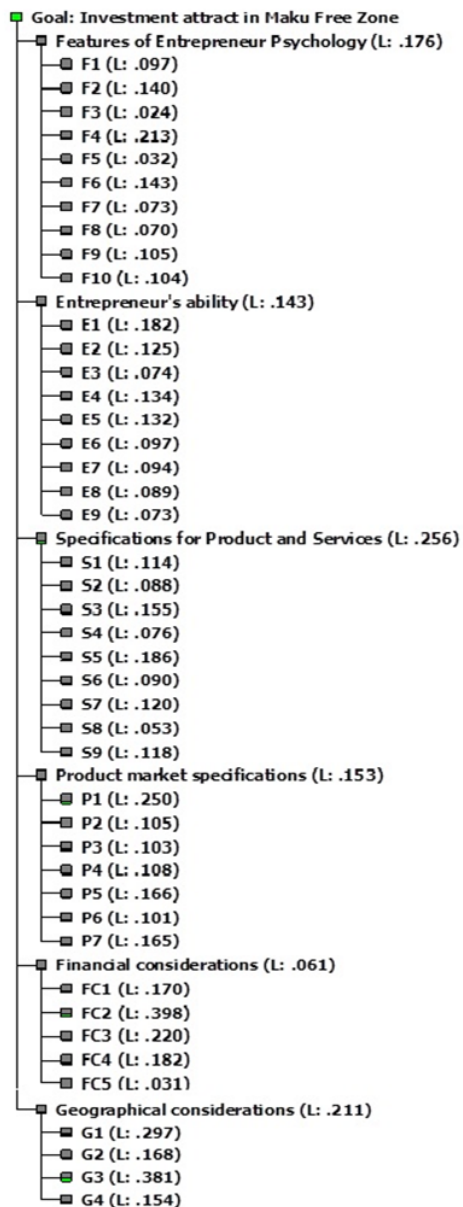 Goal: Investment attract in Maku Free Zone
Features of Entrepreneur Psychology (L: .176)
F1 (L: .097)
F2 (L: .140)
F3 (L: .024)
F4 (L: .213)
F5 (L: .032)
F6 (L: .143)
F7 (L: .073)
F8 (L: .070)
F9 (L: .105)
F10 (L: .104)
Entrepreneur's ability (L: .143)
E1 (L: .182)
E2 (L: .125)
E3 (L: .074)
E4 (L: .134)
E5 (L: .132)
E6 (L: .097)
E7 (L: .094)
E8 (L: .089)
E9 (L: .073)
Specifications for Product and Services (L: .256)
S1 (L: .114)
S2 (L: .088)
S3 (L: .155)
S4 (L: .076)
S5 (L: .186)
S6 (L: .090)
S7 (L: .120)
S8 (L: .053)
S9 (L: .118)
Product market specifications (L: .153)
P1 (L: .250)
P2 (L: .105)
P3 (L: .103)
P4 (L: .108)
P5 (L: .166)
P6 (L: .101)
P7 (L: .165)
Financial considerations (L: .061)
FC1 (L: .170)
FC2 (L: .398)
FC3 (L: .220)
FC4 (L: .182)
FC5 (L: .031)
Geographical considerations (L: .211)
G1 (L: .297)
G2 (L: .168)
G3 (L: .381)
G4 (L: .154)